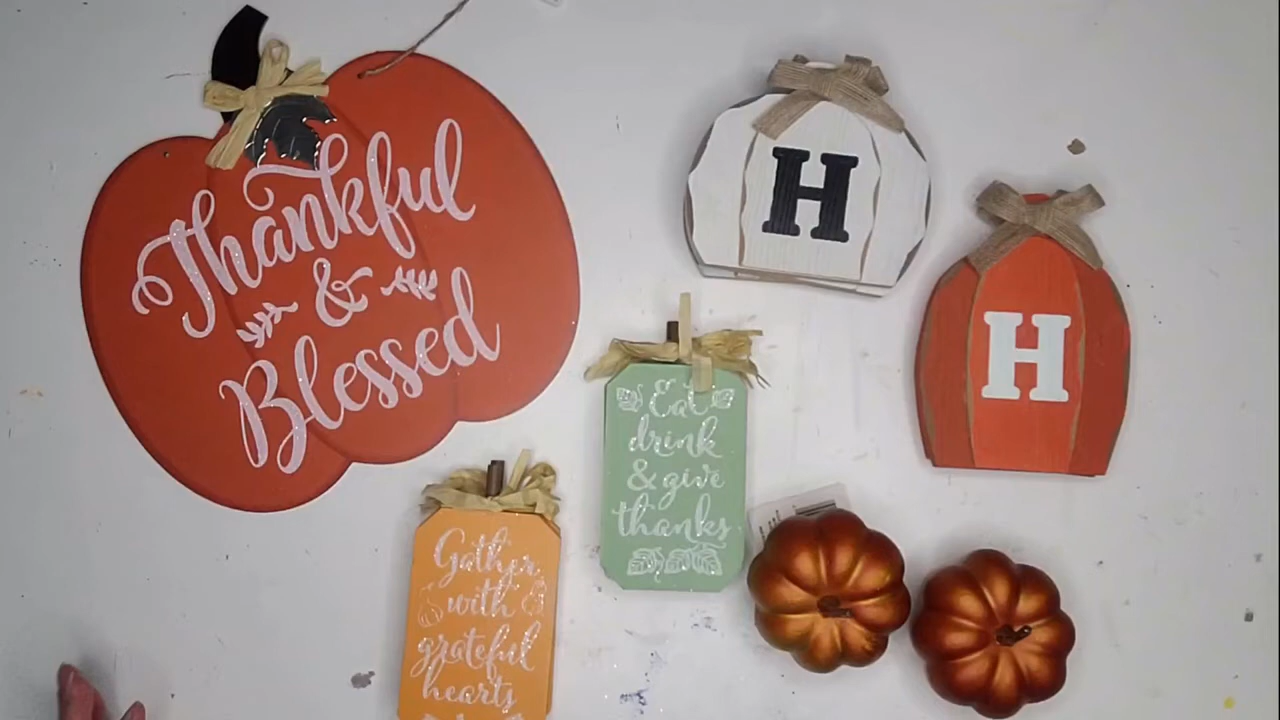 Thankful
&
Blessed
H
H
Eat
drink
& give
thanks
Gather
with
grateful
hearts